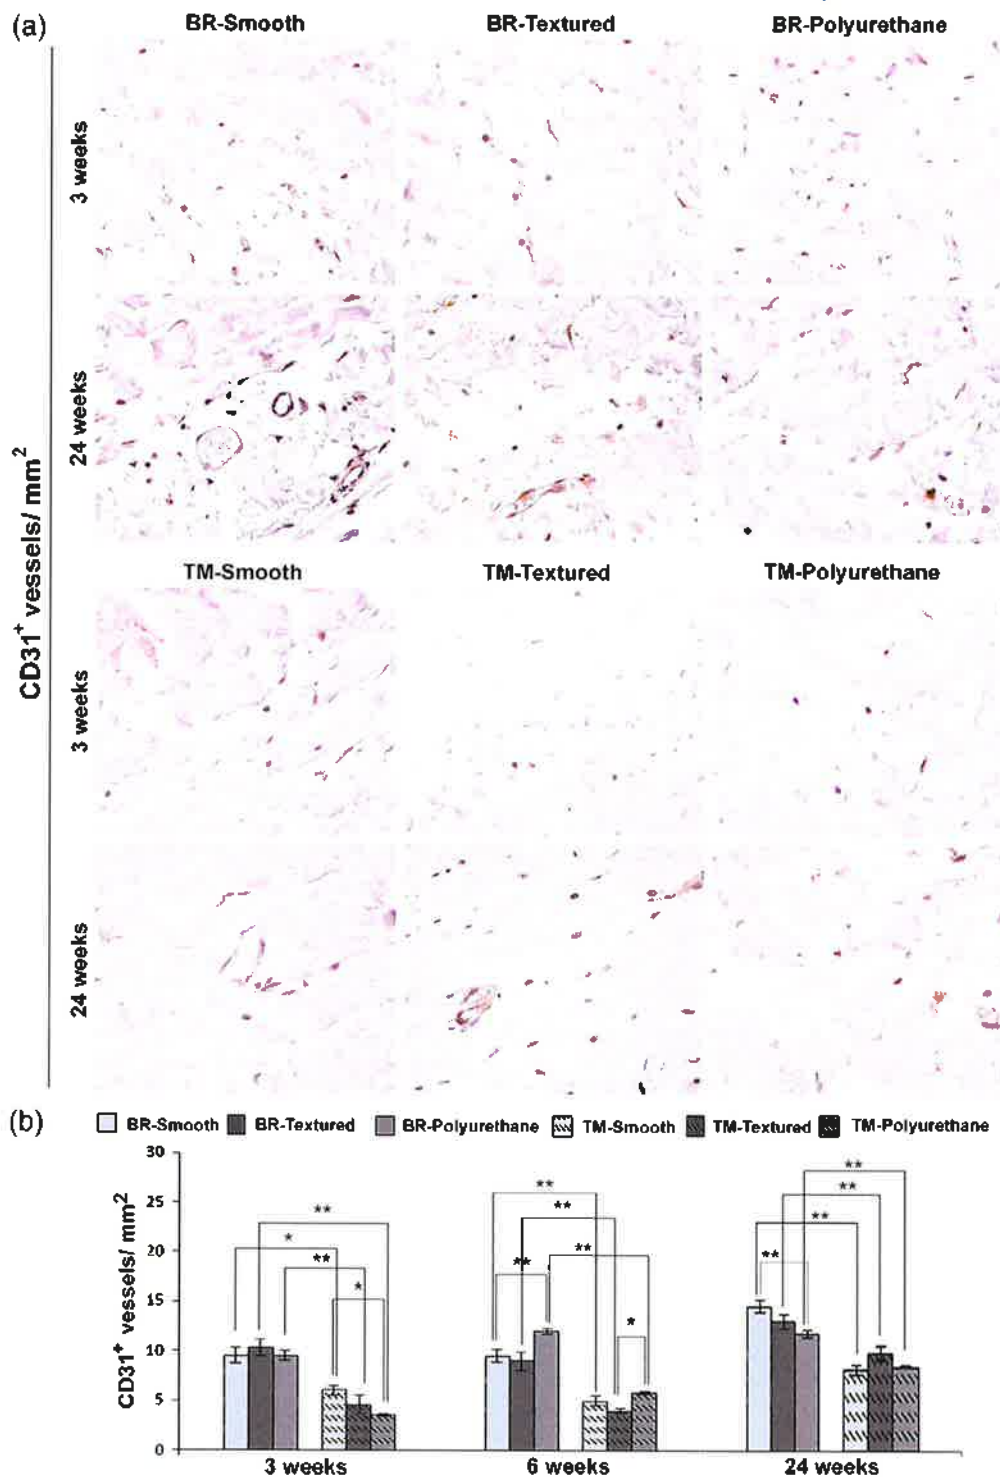 (a)
BR-Smooth BR-Textured BR-Polyurethane
3 weeks
24 weeks
CD31⁺ vessels/ mm²
TM-Smooth TM-Textured TM-Polyurethane
3 weeks
24 weeks
(b)
BR-Smooth BR-Textured BR-Polyurethane TM-Smooth TM-Textured TM-Polyurethane
CD31⁺ vessels/ mm²
30
25
20
15
10
5
0
** * ** *
** ** ** ** *
** ** ** **
3 weeks 6 weeks 24 weeks